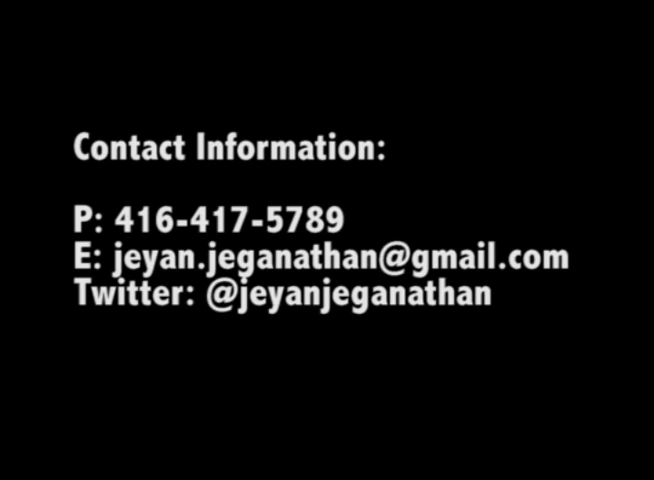 Contact Information:
P: 416-417-5789
E: jeyan.jeganathan@gmail.com
Twitter: @jeyanjeganathan